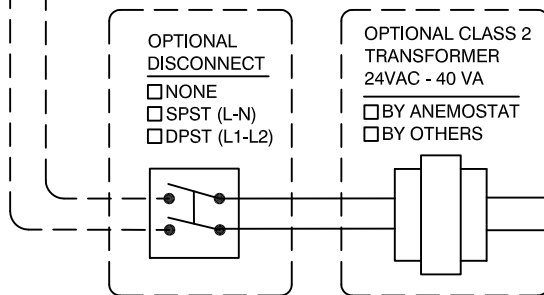 OPTIONAL
DISCONNECT
☐NONE
☐SPST (L-N)
☐DPST (L1-L2)
OPTIONAL CLASS 2
TRANSFORMER
24VAC - 40 VA
☐BY ANEMOSTAT
☐BY OTHERS